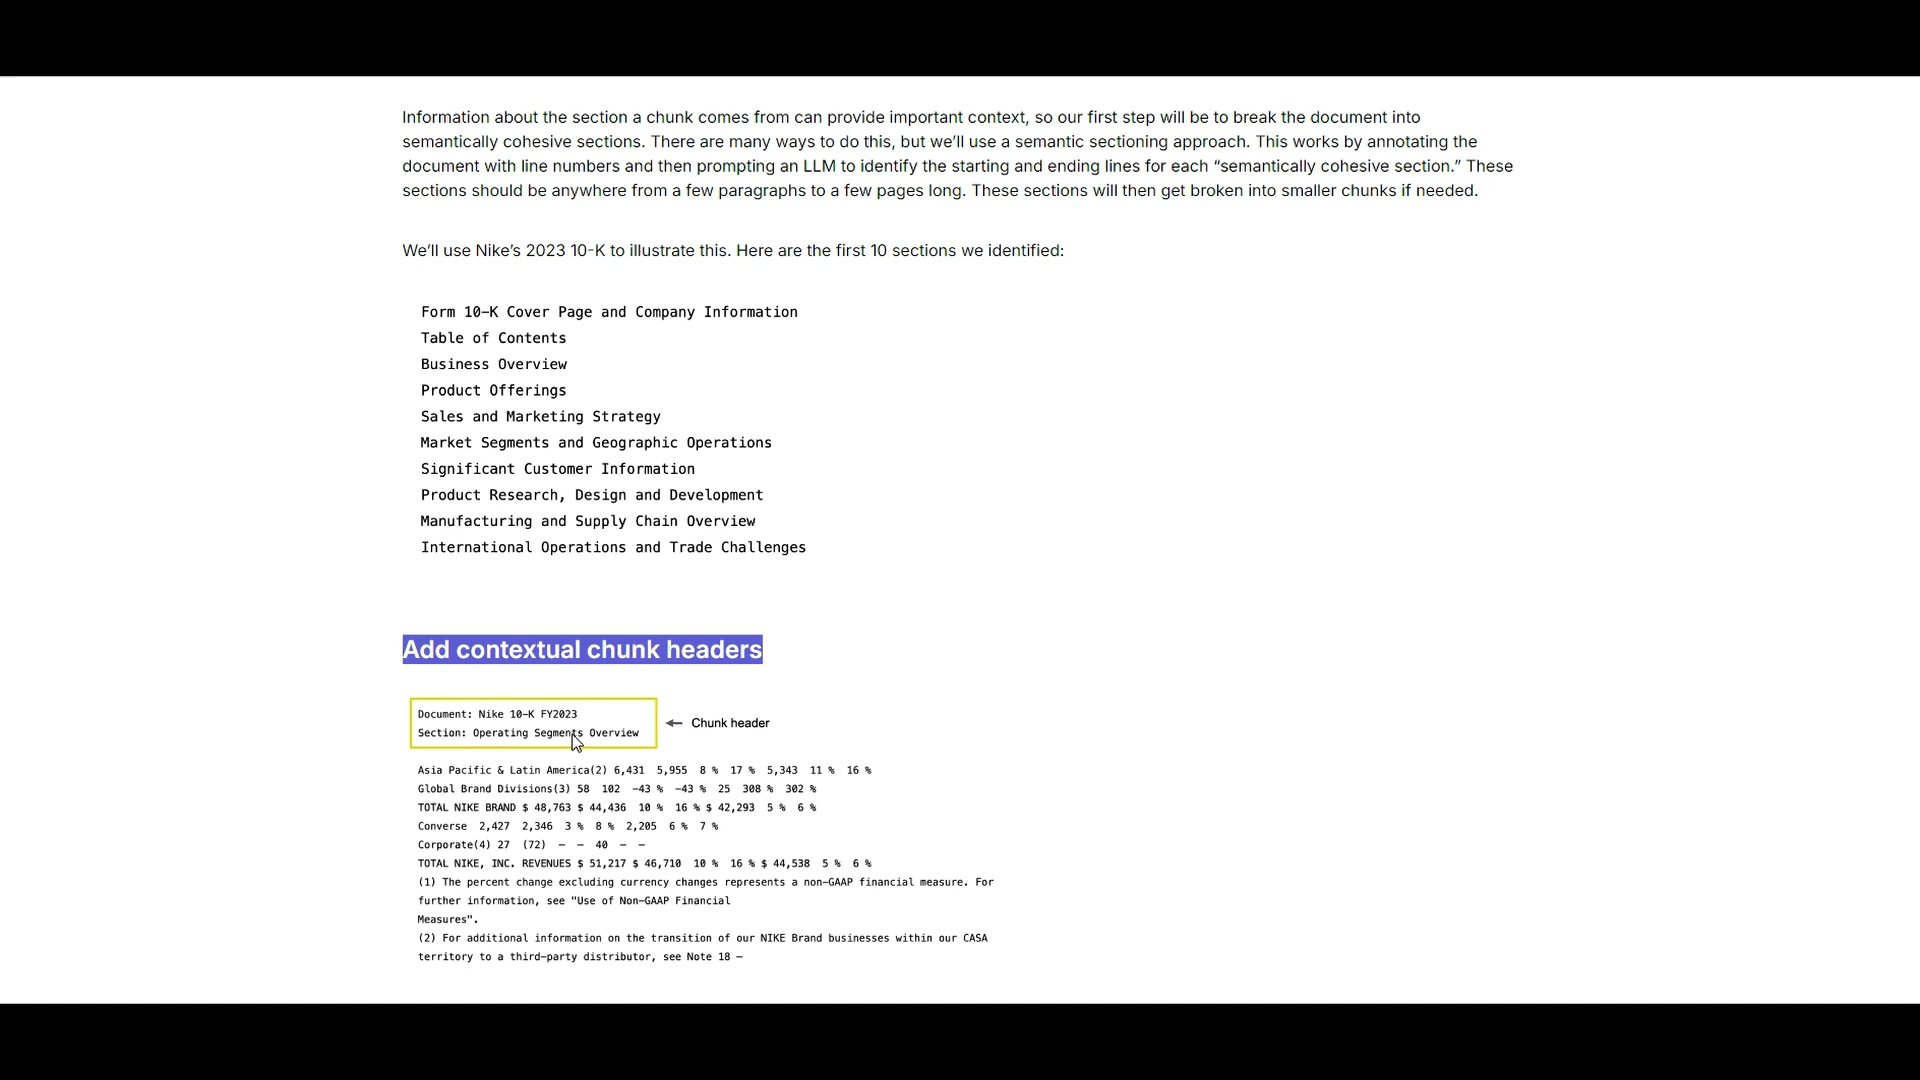 Information about the section a chunk comes from can provide important context, so our first step will be to break the document into
semantically cohesive sections. There are many ways to do this, but we’ll use a semantic sectioning approach. This works by annotating the
document with line numbers and then prompting an LLM to identify the starting and ending lines for each “semantically cohesive section.” These
sections should be anywhere from a few paragraphs to a few pages long. These sections will then get broken into smaller chunks if needed.
We’ll use Nike’s 2023 10-K to illustrate this. Here are the first 10 sections we identified:
Form 10-K Cover Page and Company Information
Table of Contents
Business Overview
Product Offerings
Sales and Marketing Strategy
Market Segments and Geographic Operations
Significant Customer Information
Product Research, Design and Development
Manufacturing and Supply Chain Overview
International Operations and Trade Challenges
Add contextual chunk headers
Document: Nike 10-K FY2023
Section: Operating Segments Overview
← Chunk header
Asia Pacific & Latin America(2) 6,431 5,955 8 % 17 % 5,343 11 % 16 %
Global Brand Divisions(3) 58 102 -43 % -43 % 25 308 % 302 %
TOTAL NIKE BRAND $ 48,763 $ 44,436 10 % 16 % $ 42,293 5 % 6 %
Converse 2,427 2,346 3 % 8 % 2,205 6 % 7 %
Corporate(4) 27 (72) — — 40 — —
TOTAL NIKE, INC. REVENUES $ 51,217 $ 46,710 10 % 16 % $ 44,538 5 % 6 %
(1) The percent change excluding currency changes represents a non-GAAP financial measure. For
further information, see "Use of Non-GAAP Financial
Measures".
(2) For additional information on the transition of our NIKE Brand businesses within our CASA
territory to a third-party distributor, see Note 18 —